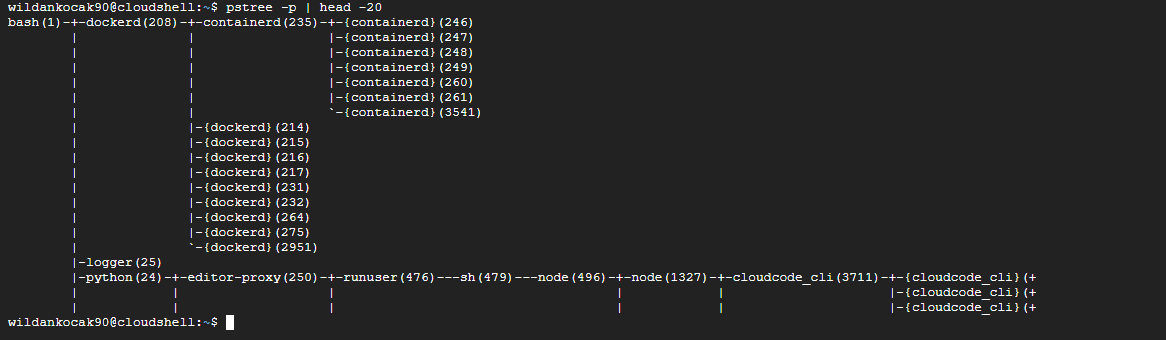 wildankocak90@cloudshell:~$ pstree -p | head -20
bash(1)-+-dockerd(208)-+-containerd(235)-+-{containerd}(246)
        |              |                 |-{containerd}(247)
        |              |                 |-{containerd}(248)
        |              |                 |-{containerd}(249)
        |              |                 |-{containerd}(260)
        |              |                 |-{containerd}(261)
        |              |                 `-{containerd}(3541)
        |              |-{dockerd}(214)
        |              |-{dockerd}(215)
        |              |-{dockerd}(216)
        |              |-{dockerd}(217)
        |              |-{dockerd}(231)
        |              |-{dockerd}(232)
        |              |-{dockerd}(264)
        |              |-{dockerd}(275)
        |              `-{dockerd}(2951)
        |-logger(25)
        |-python(24)-+-editor-proxy(250)-+-runuser(476)---sh(479)---node(496)-+-node(1327)-+-cloudcode_cli(3711)-+-{cloudcode_cli}(+
        |            |                   |                                    |            |                     |-{cloudcode_cli}(+
        |            |                   |                                    |            |                     |-{cloudcode_cli}(+
wildankocak90@cloudshell:~$